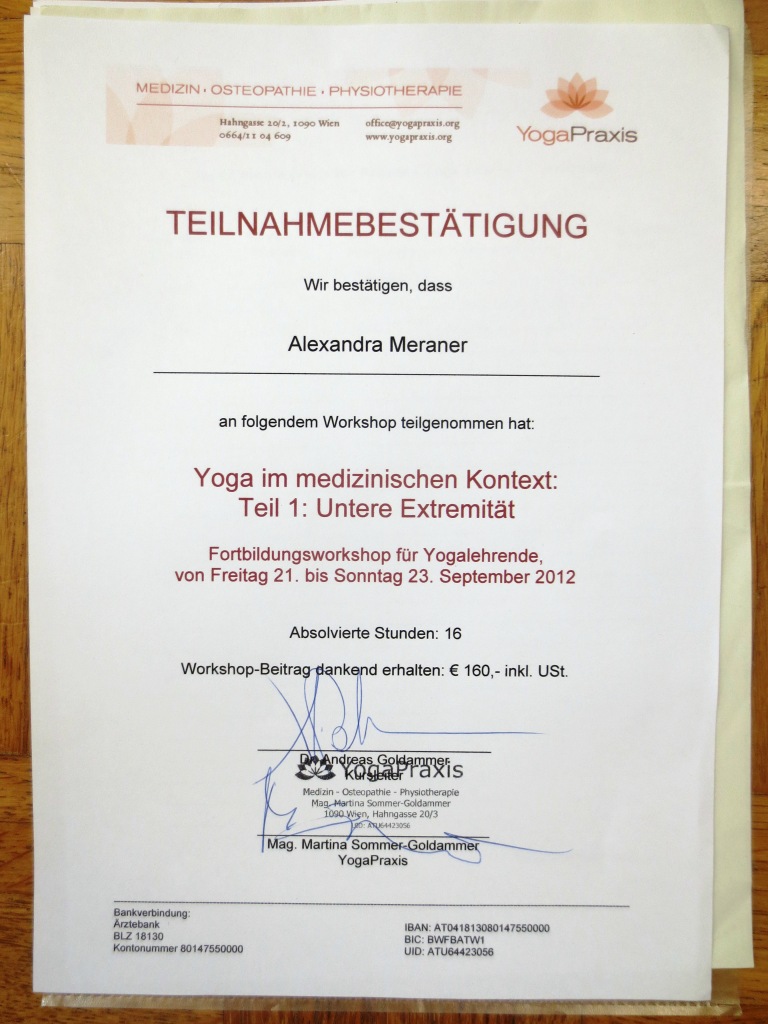 MEDIZIN · OSTEOPATHIE · PHYSIOTHERAPIE
Hahngasse 20/2, 1090 Wien office@yogapraxis.org
0664/11 04 609 www.yogapraxis.org
YogaPraxis
TEILNAHMEBESTÄTIGUNG
Wir bestätigen, dass
Alexandra Meraner
an folgendem Workshop teilgenommen hat:
Yoga im medizinischen Kontext:
Teil 1: Untere Extremität
Fortbildungsworkshop für Yogalehrende,
von Freitag 21. bis Sonntag 23. September 2012
Absolvierte Stunden: 16
Workshop-Beitrag dankend erhalten: € 160,- inkl. USt.
Dr. Andreas Goldammer
YogaPraxis
Kursleiter
Medizin - Osteopathie - Physiotherapie
Mag. Martina Sommer-Goldammer
1090 Wien, Hahngasse 20/3
UID: ATU64423056
Mag. Martina Sommer-Goldammer
YogaPraxis
Bankverbindung:
Ärztebank
BLZ 18130
Kontonummer 80147550000
IBAN: AT041813080147550000
BIC: BWFBATW1
UID: ATU64423056